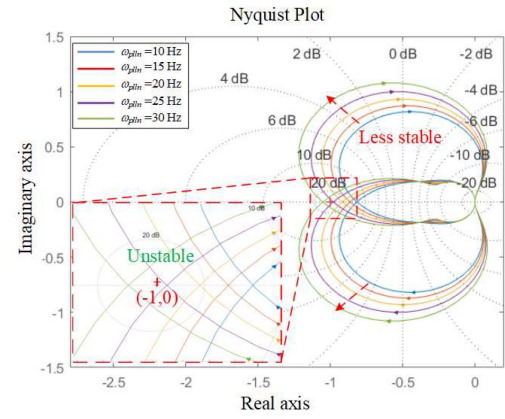 Nyquist Plot
1.5
1
0.5
0
-0.5
-1
-1.5
Imaginary axis
ωplln=10 Hz
ωplln=15 Hz
ωplln=20 Hz
ωplln=25 Hz
ωplln=30 Hz
2 dB
0 dB
-2 dB
4 dB
-4 dB
6 dB
-6 dB
Less stable
10 dB
-10 dB
20 dB
-20 dB
10 dB
20 dB
Unstable
(-1,0)
-2.5
-2
-1.5
-1
-0.5
0
Real axis